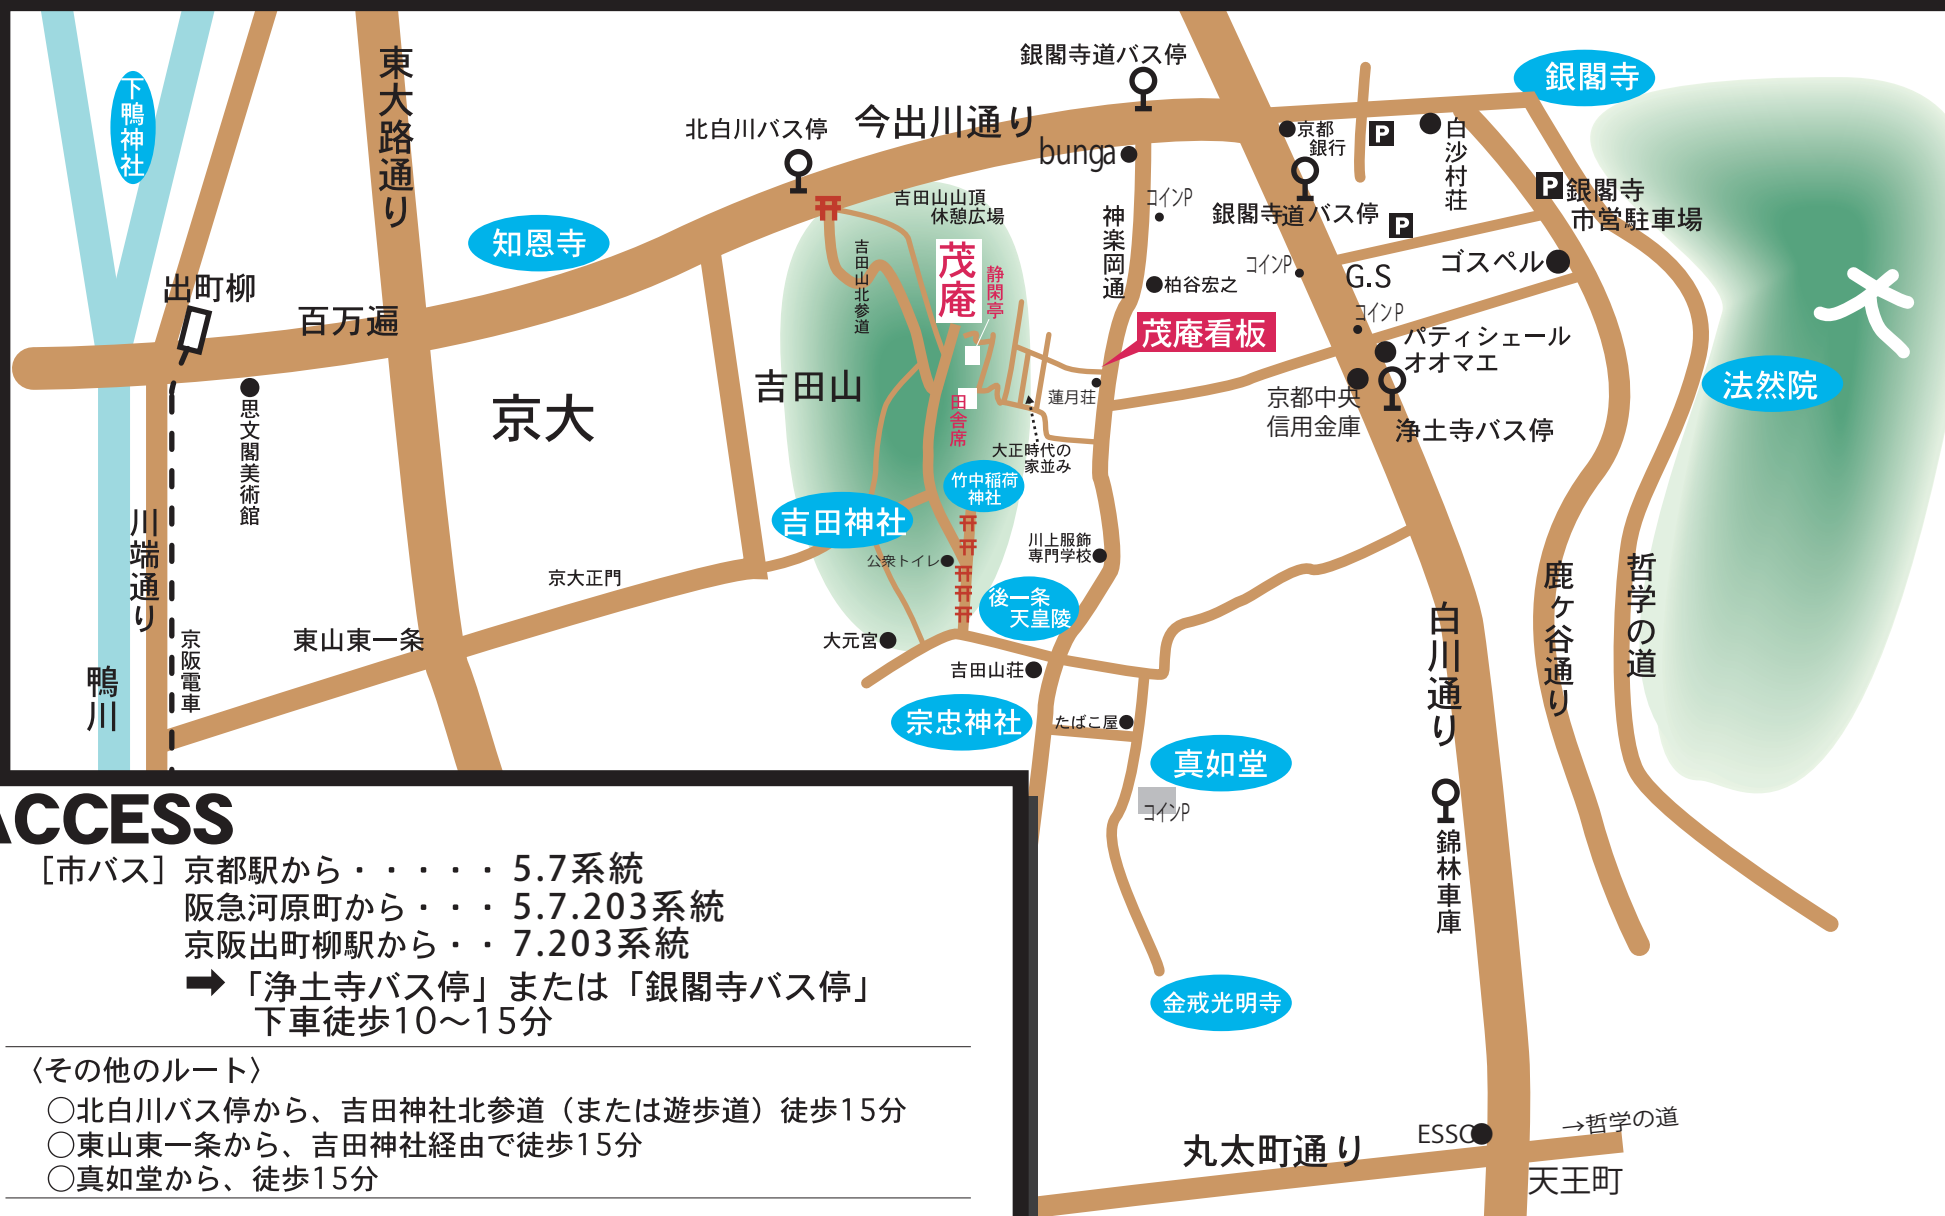 下鴨神社
東大路通り
銀閣寺道バス停
銀閣寺
北白川バス停
今出川通り
bunga
京都
銀行
P
白沙村荘
P
銀閣寺
市営駐車場
知恩寺
吉田山山頂
休憩広場
コインP
神楽岡通
銀閣寺道バス停
P
吉田山北参道
茂庵
静閑亭
コインP
G.S
ゴスペル
出町柳
百万遍
柏谷宏之
茂庵看板
コインP
パティシェール
オオマエ
吉田山
京大
蓮月荘
京都中央
信用金庫
法然院
思文閣美術館
田舎席
大正時代の
家並み
浄土寺バス停
竹中稲荷
神社
吉田神社
川端通り
公衆トイレ
川上服飾
専門学校
京大正門
後一条
天皇陵
鹿ヶ谷通り
哲学の道
東山東一条
京阪電車
大元宮
吉田山荘
白川通り
鴨川
宗忠神社
たばこ屋
真如堂
コインP
錦林車庫
金戒光明寺
ESSO
→哲学の道
丸太町通り
天王町
ACCESS
［市バス］京都駅から・・・・・5.7系統
阪急河原町から・・・5.7.203系統
京阪出町柳駅から・・7.203系統
➡「浄土寺バス停」または「銀閣寺バス停」
下車徒歩10〜15分
〈その他のルート〉
○北白川バス停から、吉田神社北参道（または遊歩道）徒歩15分
○東山東一条から、吉田神社経由で徒歩15分
○真如堂から、徒歩15分